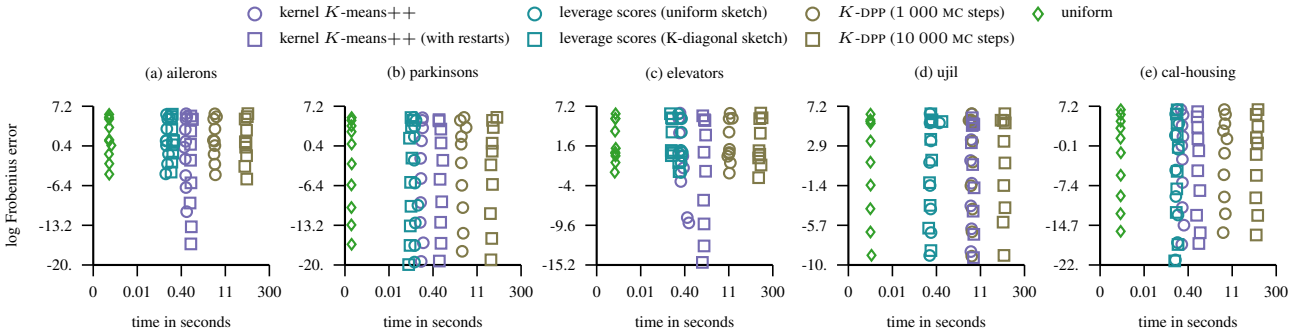 kernel K-means++ leverage scores (uniform sketch) K-DPP (1 000 MC steps) uniform
kernel K-means++ (with restarts) leverage scores (K-diagonal sketch) K-DPP (10 000 MC steps)
(a) ailerons (b) parkinsons (c) elevators (d) ujil (e) cal-housing
log Frobenius error
7.2 7.2 7.2 7.2 7.2
0.4 0.4 1.6 2.9 -0.1
-6.4 -6.4 -4. -1.4 -7.4
-13.2 -13.2 -9.6 -5.7 -14.7
-20. -20. -15.2 -10. -22.
0 0.01 0.40 11 300 0 0.01 0.40 11 300 0 0.01 0.40 11 300 0 0.01 0.40 11 300 0 0.01 0.40 11 300
time in seconds time in seconds time in seconds time in seconds time in seconds